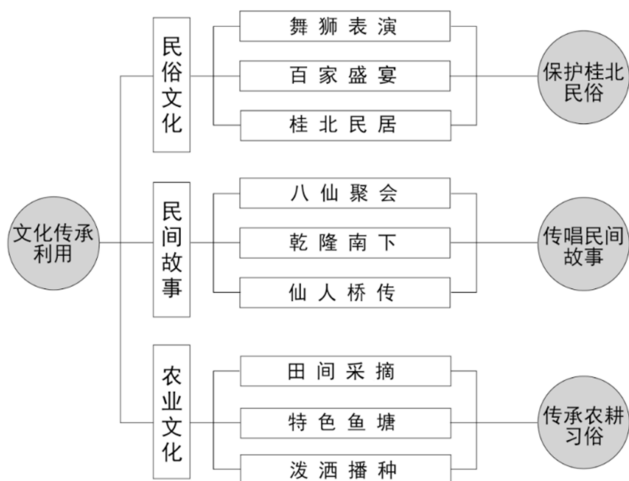 文化传承
利用
民俗文化
舞狮表演
百家盛宴
桂北民居
保护桂北
民俗
民间故事
八仙聚会
乾隆南下
仙人桥传
传唱民间
故事
农业文化
田间采摘
特色鱼塘
泼洒播种
传承农耕
习俗